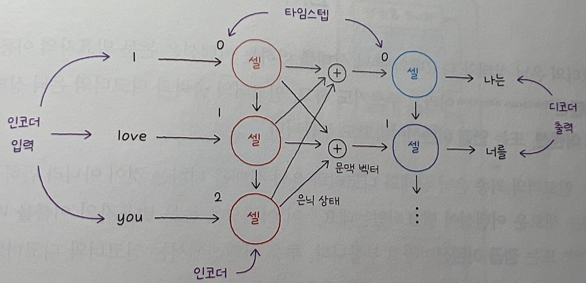 타임스텝
0
0
I
셀
+
셀
나는
인코더
입력
1
1
디코더
출력
love
셀
+
셀
너를
문맥 벡터
2
은닉 상태
you
셀
⋮
인코더